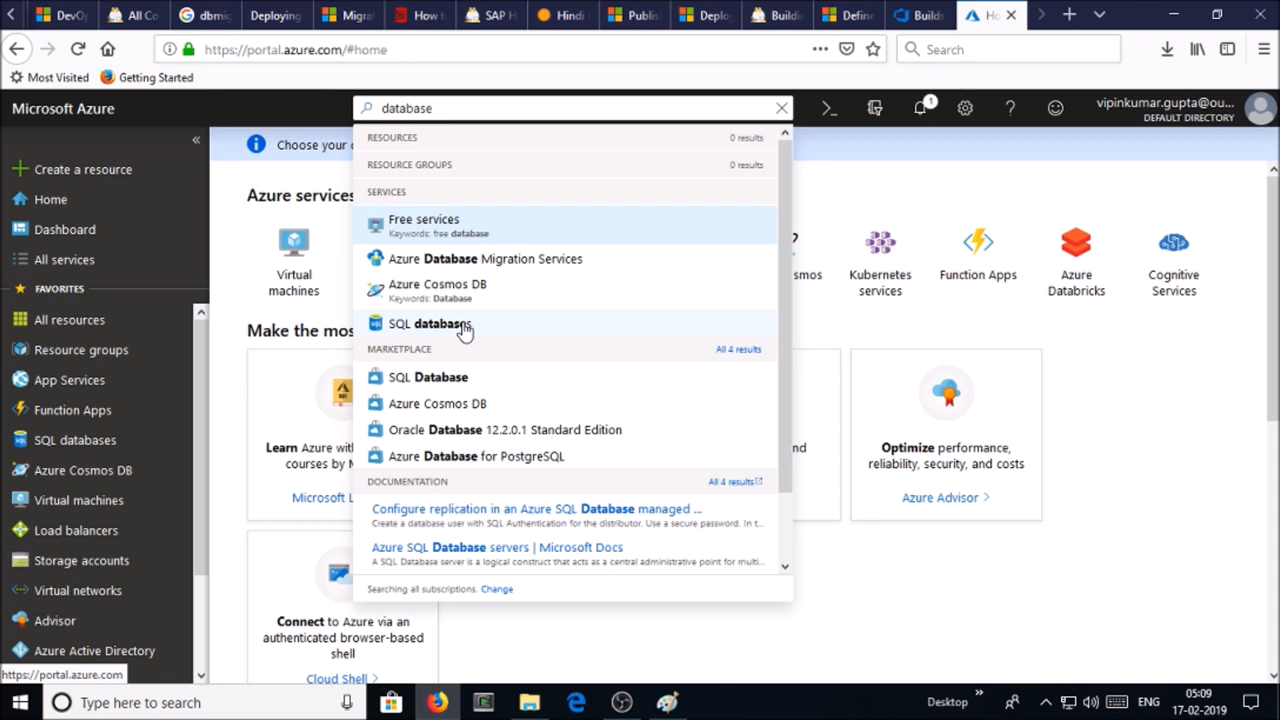 DevO
All Co
dbmig
Deploying
Migrat
How t
SAP H
Hindi
Publis
Deplo
Buildin
Define
Builds
Ho
https://portal.azure.com/#home
Search
Most Visited
Getting Started
Microsoft Azure
database
vipinkumar.gupta@ou...
DEFAULT DIRECTORY
1
Create a resource
Home
Dashboard
All services
FAVORITES
All resources
Resource groups
App Services
Function Apps
SQL databases
Azure Cosmos DB
Virtual machines
Load balancers
Storage accounts
Virtual networks
Advisor
Azure Active Directory
https://portal.azure.com
Choose your
RESOURCES 0 results
RESOURCE GROUPS 0 results
SERVICES
Free services
Keywords: free database
Azure Database Migration Services
Azure Cosmos DB
Keywords: Database
SQL databases
MARKETPLACE All 4 results
SQL Database
Azure Cosmos DB
Oracle Database 12.2.0.1 Standard Edition
Azure Database for PostgreSQL
DOCUMENTATION All 4 results
Configure replication in an Azure SQL Database managed ...
Create a database user with SQL Authentication for the distributor. Use a secure password. In t...
Azure SQL Database servers | Microsoft Docs
A SQL Database server is a logical construct that acts as a central administrative point for multi...
Searching all subscriptions. Change
Azure services
Virtual
machines
smos
Kubernetes
services
Function Apps
Azure
Databricks
Cognitive
Services
Make the mos
Learn Azure with
courses by M
Microsoft L
nd
Optimize performance,
reliability, security, and costs
Azure Advisor
Connect to Azure via an
authenticated browser-based
shell
Cloud Shell
Type here to search
Desktop
ENG
05:09
17-02-2019